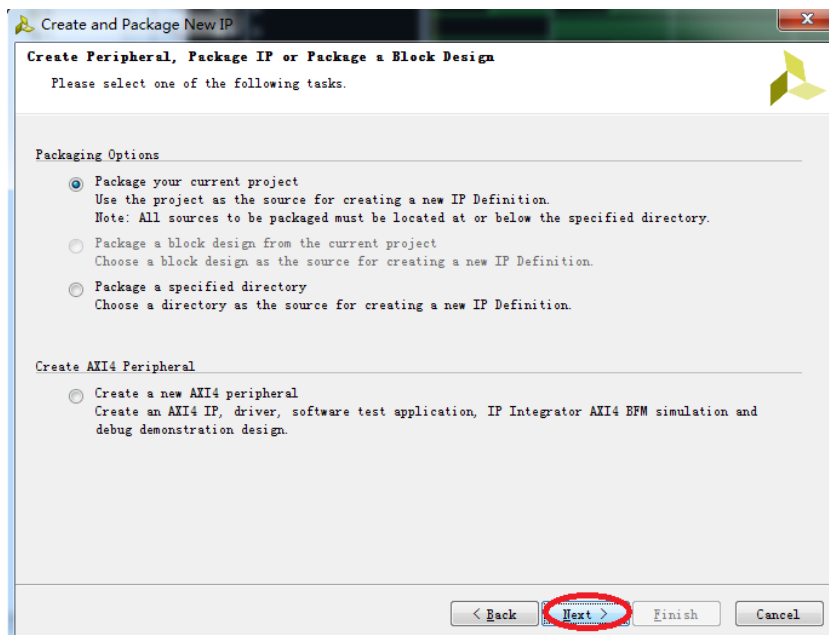 Create and Package New IP
Create Peripheral, Package IP or Package a Block Design
Please select one of the following tasks.
Packaging Options
Package your current project
Use the project as the source for creating a new IP Definition.
Note: All sources to be packaged must be located at or below the specified directory.
Package a block design from the current project
Choose a block design as the source for creating a new IP Definition.
Package a specified directory
Choose a directory as the source for creating a new IP Definition.
Create AXI4 Peripheral
Create a new AXI4 peripheral
Create an AXI4 IP, driver, software test application, IP Integrator AXI4 BFM simulation and
debug demonstration design.
< Back Next > Finish Cancel